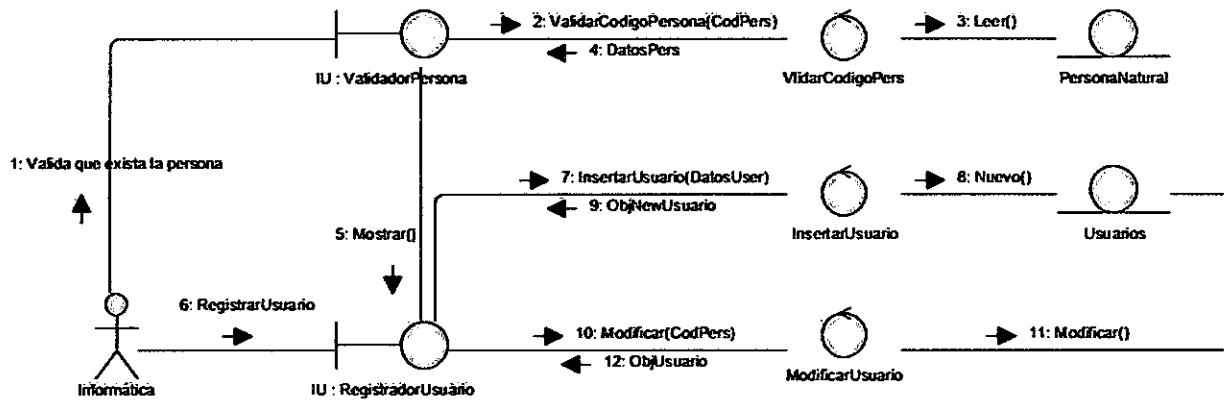 2: ValidarCodigoPersona(CodPers)
3: Leer()
4: DatosPers
IU : ValidadorPersona
VlidarCodigoPers
PersonaNatural
1: Valida que exista la persona
7: InsertarUsuario(DatosUser)
8: Nuevo()
9: ObjNewUsuario
5: Mostrar()
InsertarUsuario
Usuarios
6: RegistrarUsuario
10: Modificar(CodPers)
11: Modificar()
12: ObjUsuario
Informática
IU : RegistradorUsuario
ModificarUsuario